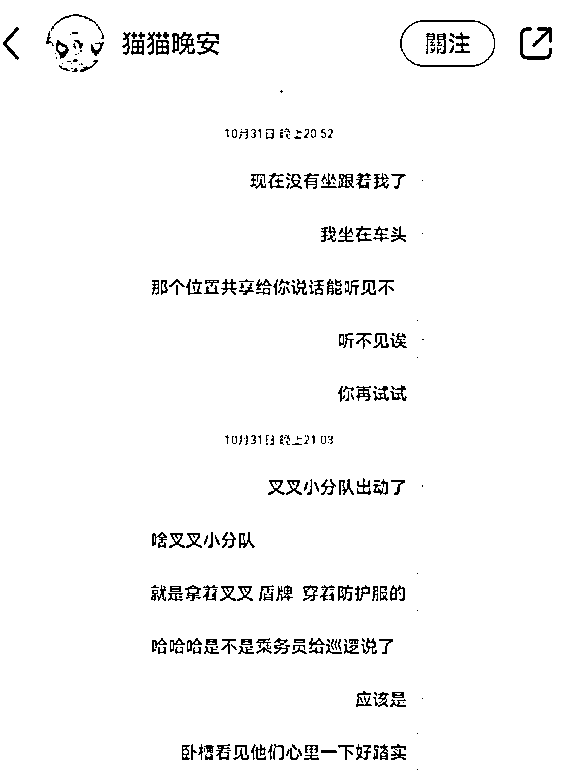 猫猫晚安
關注
10月31日 晚上20:52
现在没有坐跟着我了
我坐在车头
那个位置共享给你说话能听见不
听不见诶
你再试试
10月31日 晚上21:03
叉叉小分队出动了
啥叉叉小分队
就是拿着叉叉 盾牌 穿着防护服的
哈哈哈是不是乘务员给巡逻说了
应该是
卧槽看见他们心里一下好踏实